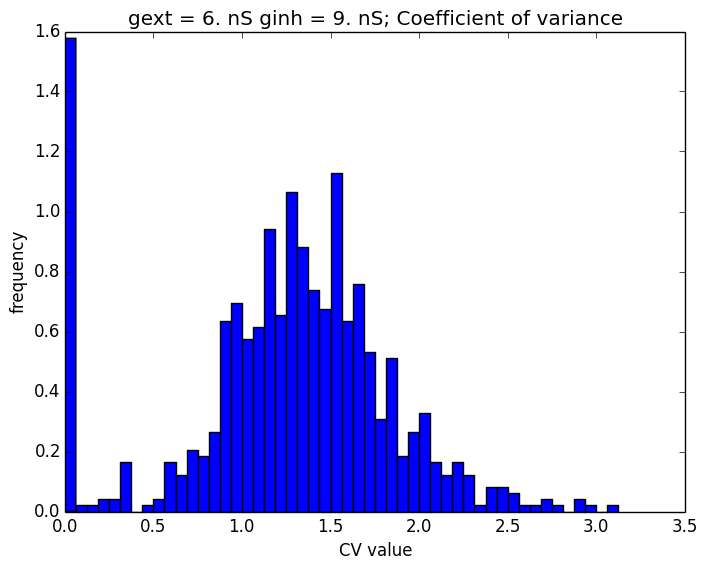 gext = 6. nS ginh = 9. nS; Coefficient of variance
1.6
1.4
1.2
1.0
0.8
0.6
0.4
0.2
0.0
frequency
0.0 0.5 1.0 1.5 2.0 2.5 3.0 3.5
CV value